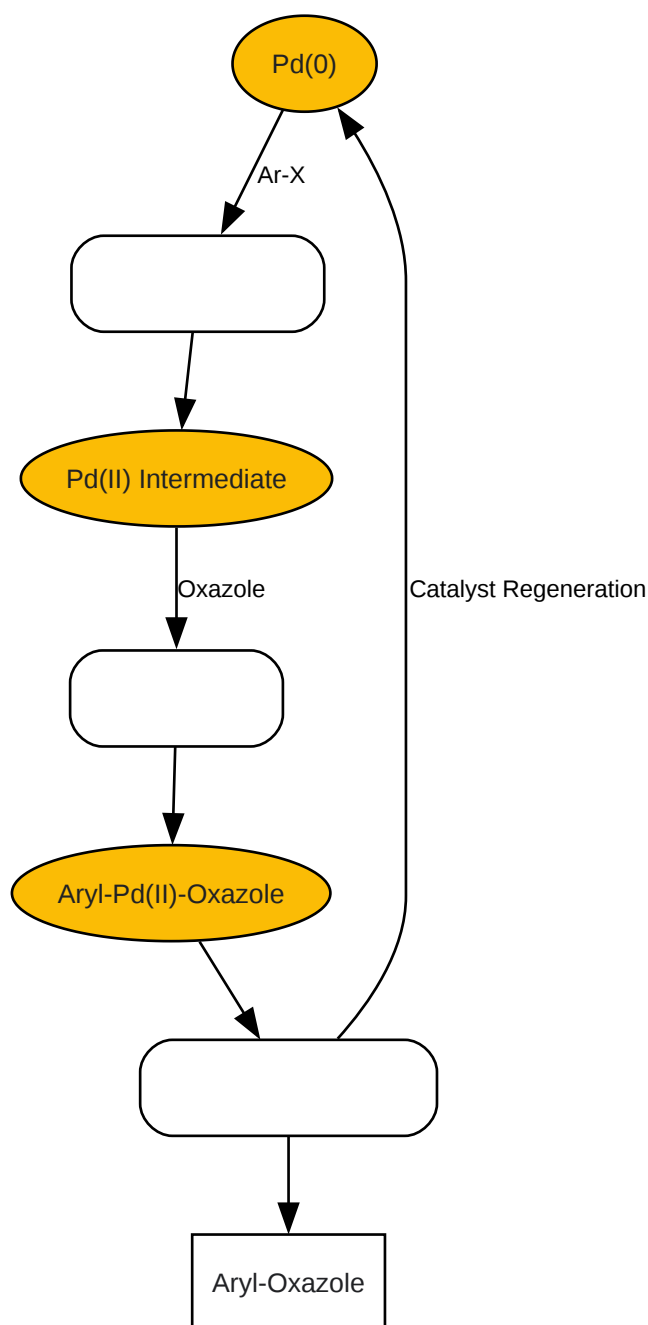 Pd(0)
Ar-X
Pd(II) Intermediate
Oxazole
Catalyst Regeneration
Aryl-Pd(II)-Oxazole
Aryl-Oxazole